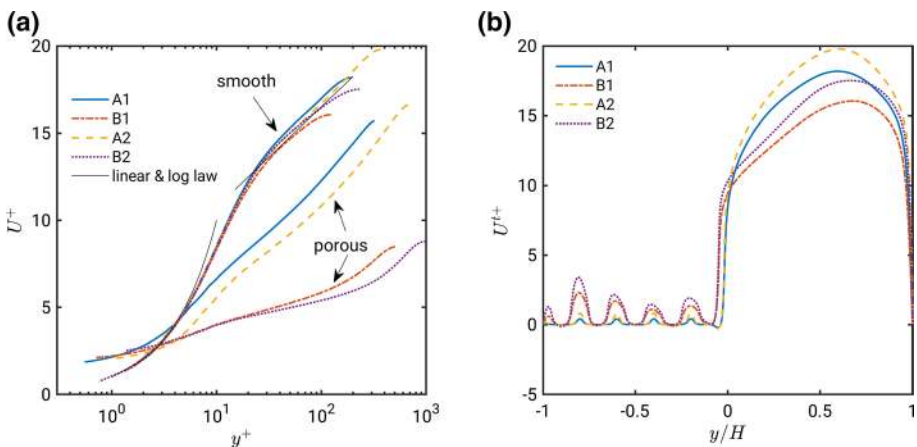 (a)
20
15
10
5
0
U+
smooth
A1
B1
A2
B2
linear & log law
porous
10^0
10^1
10^2
10^3
y+
(b)
20
15
10
5
0
-5
U^{t+}
A1
B1
A2
B2
-1
-0.5
0
0.5
1
y/H